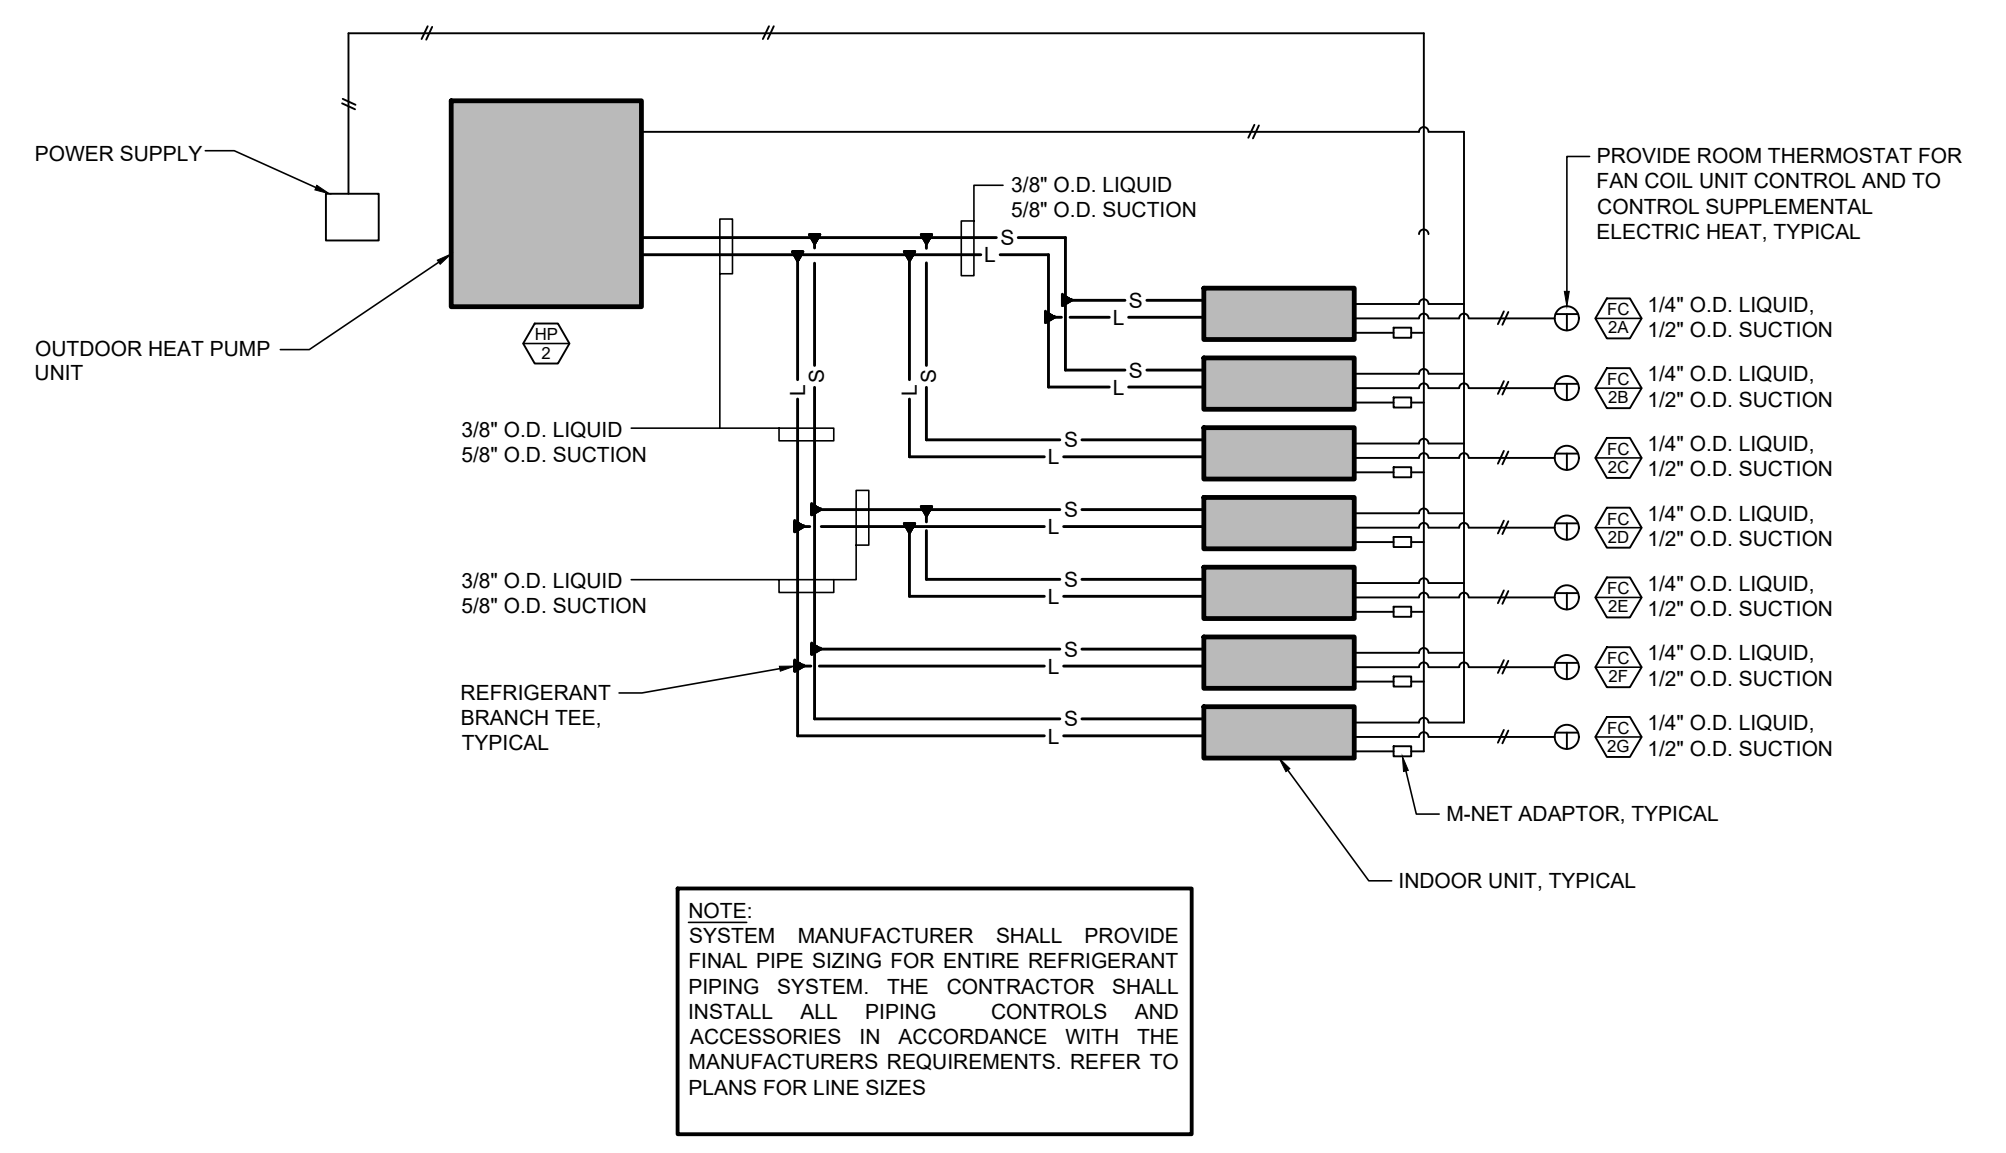 POWER SUPPLY
OUTDOOR HEAT PUMP
UNIT
HP
2
3/8" O.D. LIQUID
5/8" O.D. SUCTION
3/8" O.D. LIQUID
5/8" O.D. SUCTION
3/8" O.D. LIQUID
5/8" O.D. SUCTION
REFRIGERANT
BRANCH TEE,
TYPICAL
S
L
L
S
L
S
S
L
S
L
S
L
S
L
S
L
S
L
S
L
PROVIDE ROOM THERMOSTAT FOR
FAN COIL UNIT CONTROL AND TO
CONTROL SUPPLEMENTAL
ELECTRIC HEAT, TYPICAL
FC
2A
1/4" O.D. LIQUID,
1/2" O.D. SUCTION
FC
2B
1/4" O.D. LIQUID,
1/2" O.D. SUCTION
FC
2C
1/4" O.D. LIQUID,
1/2" O.D. SUCTION
FC
2D
1/4" O.D. LIQUID,
1/2" O.D. SUCTION
FC
2E
1/4" O.D. LIQUID,
1/2" O.D. SUCTION
FC
2F
1/4" O.D. LIQUID,
1/2" O.D. SUCTION
FC
2G
1/4" O.D. LIQUID,
1/2" O.D. SUCTION
M-NET ADAPTOR, TYPICAL
INDOOR UNIT, TYPICAL
NOTE:
SYSTEM MANUFACTURER SHALL PROVIDE
FINAL PIPE SIZING FOR ENTIRE REFRIGERANT
PIPING SYSTEM. THE CONTRACTOR SHALL
INSTALL ALL PIPING CONTROLS AND
ACCESSORIES IN ACCORDANCE WITH THE
MANUFACTURERS REQUIREMENTS. REFER TO
PLANS FOR LINE SIZES